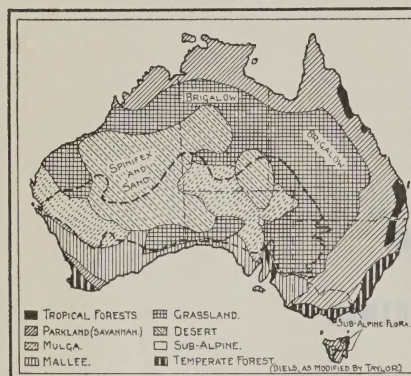 BRIGALOW
BRIGALOW
SPINIFEX
AND
SAND
SUB-ALPINE FLORA.
TROPICAL FORESTS
PARKLAND (SAVANNAH.)
MULGA.
MALLEE.
GRASSLAND.
DESERT
SUB-ALPINE.
TEMPERATE FOREST.
(DIELS, AS MODIFIED BY TAYLOR)